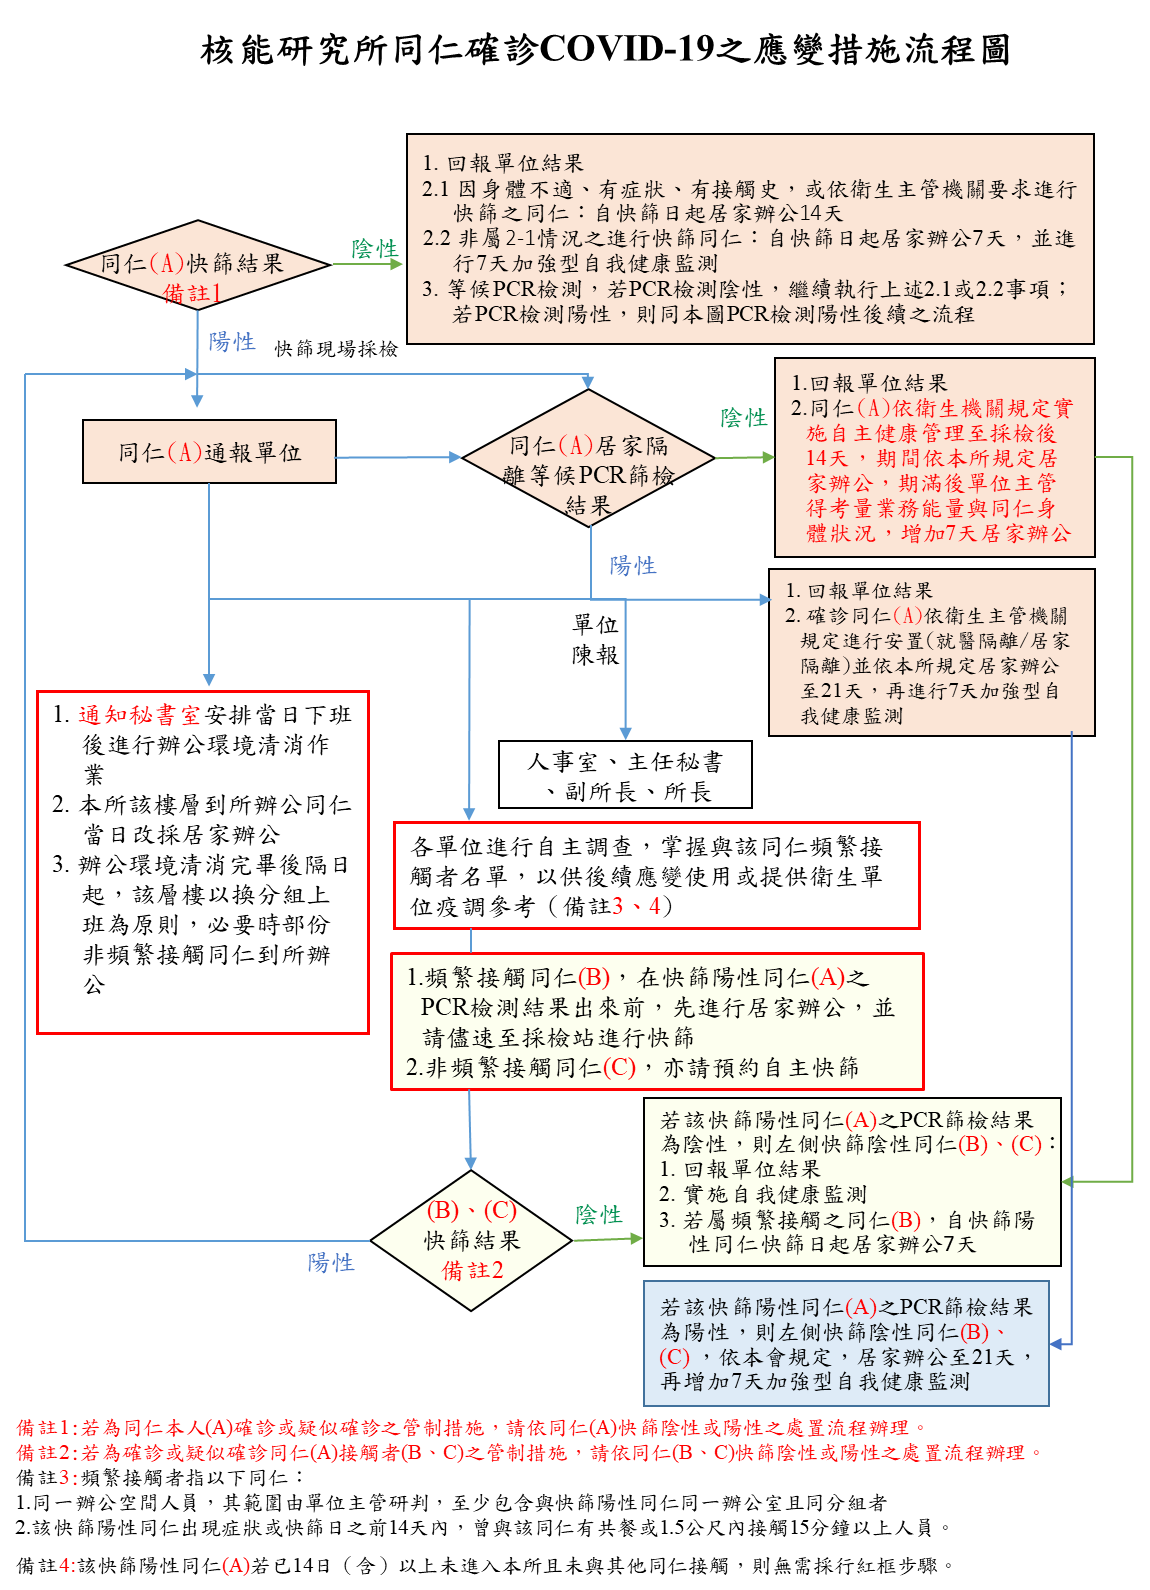 核能研究所同仁確診COVID-19之應變措施流程圖
1. 回報單位結果
2.1 因身體不適、有症狀、有接觸史，或依衛生主管機關要求進行
快篩之同仁：自快篩日起居家辦公14天
2.2 非屬2-1情況之進行快篩同仁：自快篩日起居家辦公7天，並進
行7天加強型自我健康監測
3. 等候PCR檢測，若PCR檢測陰性，繼續執行上述2.1或2.2事項；
若PCR檢測陽性，則同本圖PCR檢測陽性後續之流程
同仁(A)快篩結果
備註1
陰性
陽性
快篩現場採檢
同仁(A)通報單位
同仁(A)居家隔
離等候PCR篩檢
結果
陰性
1.回報單位結果
2.同仁(A)依衛生機關規定實
施自主健康管理至採檢後
14天，期間依本所規定居
家辦公，期滿後單位主管
得考量業務能量與同仁身
體狀況，增加7天居家辦公
陽性
單位
陳報
1. 回報單位結果
2. 確診同仁(A)依衛生主管機關
規定進行安置(就醫隔離/居家
隔離)並依本所規定居家辦公
至21天，再進行7天加強型自
我健康監測
1. 通知秘書室安排當日下班
後進行辦公環境清消作
業
2. 本所該樓層到所辦公同仁
當日改採居家辦公
3. 辦公環境清消完畢後隔日
起，該層樓以換分組上
班為原則，必要時部份
非頻繁接觸同仁到所辦
公
人事室、主任秘書
、副所長、所長
各單位進行自主調查，掌握與該同仁頻繁接
觸者名單，以供後續應變使用或提供衛生單
位疫調參考（備註3、4）
1.頻繁接觸同仁(B)，在快篩陽性同仁(A)之
PCR檢測結果出來前，先進行居家辦公，並
請儘速至採檢站進行快篩
2.非頻繁接觸同仁(C)，亦請預約自主快篩
(B)、(C)
快篩結果
備註2
陰性
陽性
若該快篩陽性同仁(A)之PCR篩檢結果
為陰性，則左側快篩陰性同仁(B)、(C)：
1. 回報單位結果
2. 實施自我健康監測
3. 若屬頻繁接觸之同仁(B)，自快篩陽
性同仁快篩日起居家辦公7天
若該快篩陽性同仁(A)之PCR篩檢結果
為陽性，則左側快篩陰性同仁(B)、
(C)，依本會規定，居家辦公至21天，
再增加7天加強型自我健康監測
備註1:若為同仁本人(A)確診或疑似確診之管制措施，請依同仁(A)快篩陰性或陽性之處置流程辦理。
備註2:若為確診或疑似確診同仁(A)接觸者(B、C)之管制措施，請依同仁(B、C)快篩陰性或陽性之處置流程辦理。
備註3:頻繁接觸者指以下同仁：
1.同一辦公空間人員，其範圍由單位主管研判，至少包含與快篩陽性同仁同一辦公室且同分組者
2.該快篩陽性同仁出現症狀或快篩日之前14天內，曾與該同仁有共餐或1.5公尺內接觸15分鐘以上人員。
備註4:該快篩陽性同仁(A)若已14日（含）以上未進入本所且未與其他同仁接觸，則無需採行紅框步驟。